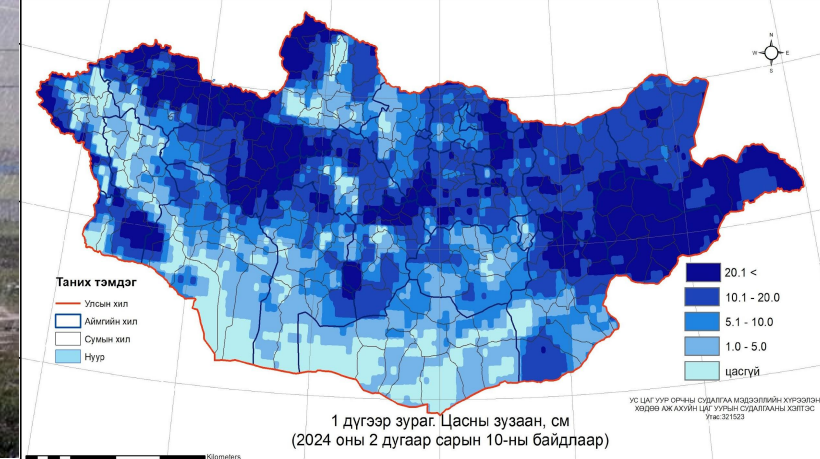 N
W
E
S
Таних тэмдэг
Улсын хил
Аймгийн хил
Сумын хил
Нуур
20.1 <
10.1 - 20.0
5.1 - 10.0
1.0 - 5.0
цасгүй
УС ЦАГ УУР ОРЧНЫ СУДАЛГАА МЭДЭЭЛЛИЙН ХҮРЭЭЛЭН
ХӨДӨӨ АЖ АХУЙН ЦАГ УУРЫН СУДАЛГААНЫ ХЭЛТЭС
Утас:321523
1 дүгээр зураг. Цасны зузаан, см
(2024 оны 2 дугаар сарын 10-ны байдлаар)
Kilometers